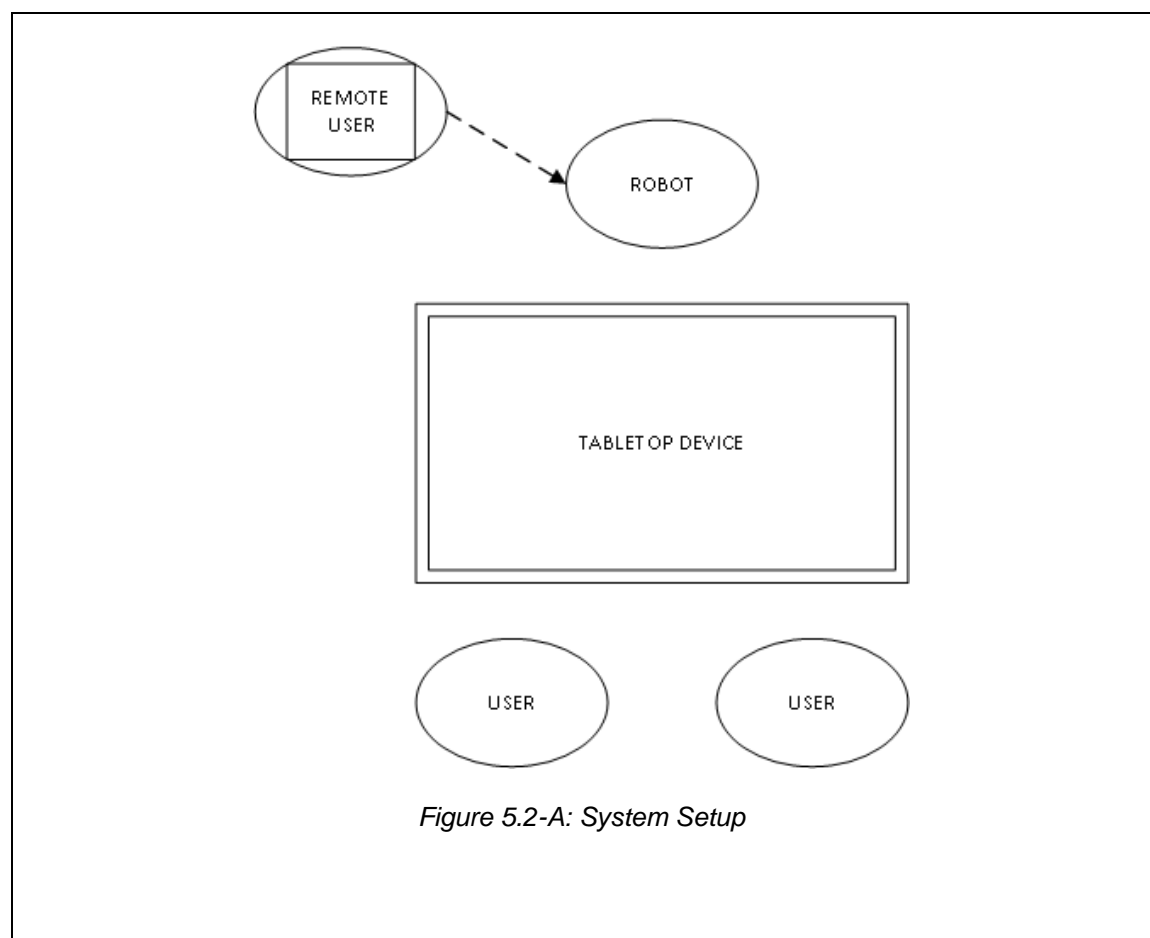 REMOTE
USER
ROBOT
TABLETOP DEVICE
USER
USER
Figure 5.2-A: System Setup